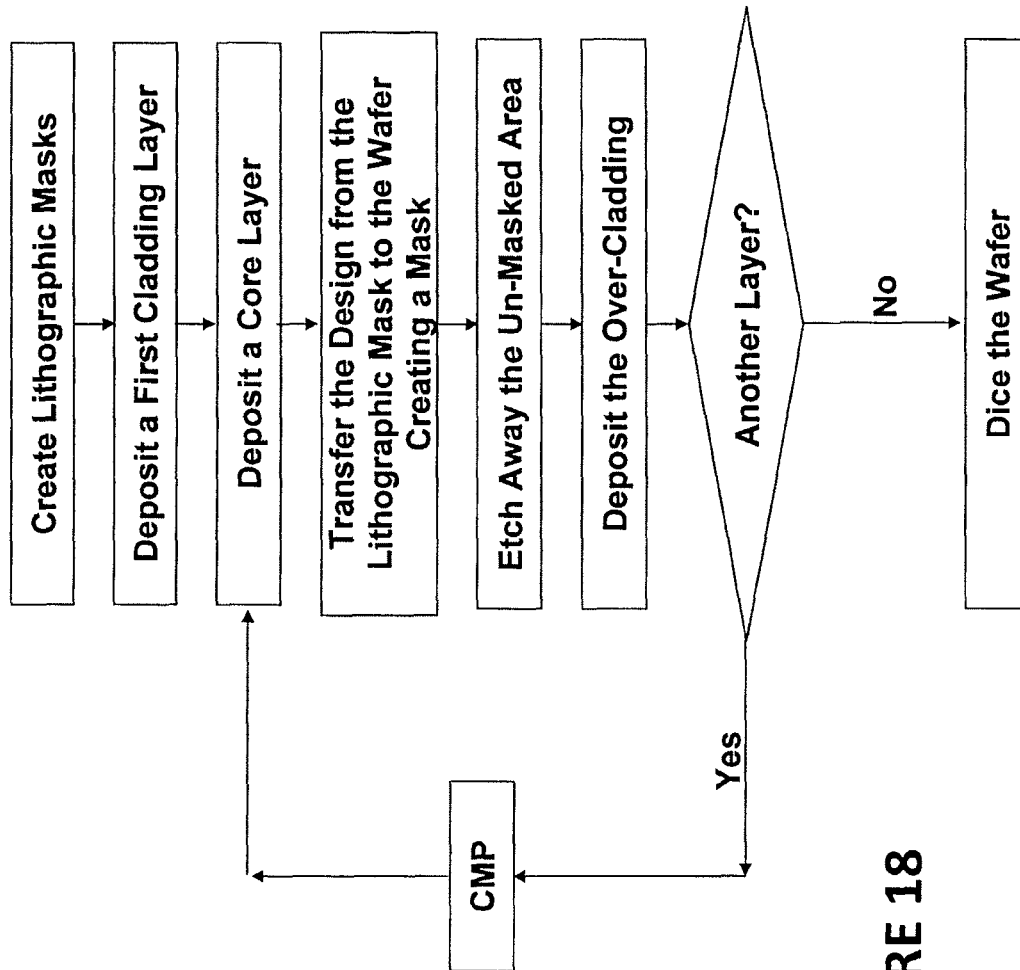 Create Lithographic Masks
Deposit a First Cladding Layer
Deposit a Core Layer
Transfer the Design from the
Lithographic Mask to the Wafer
Creating a Mask
Etch Away the Un-Masked Area
Deposit the Over-Cladding
Another Layer?
Yes
CMP
No
Dice the Wafer
RE 18